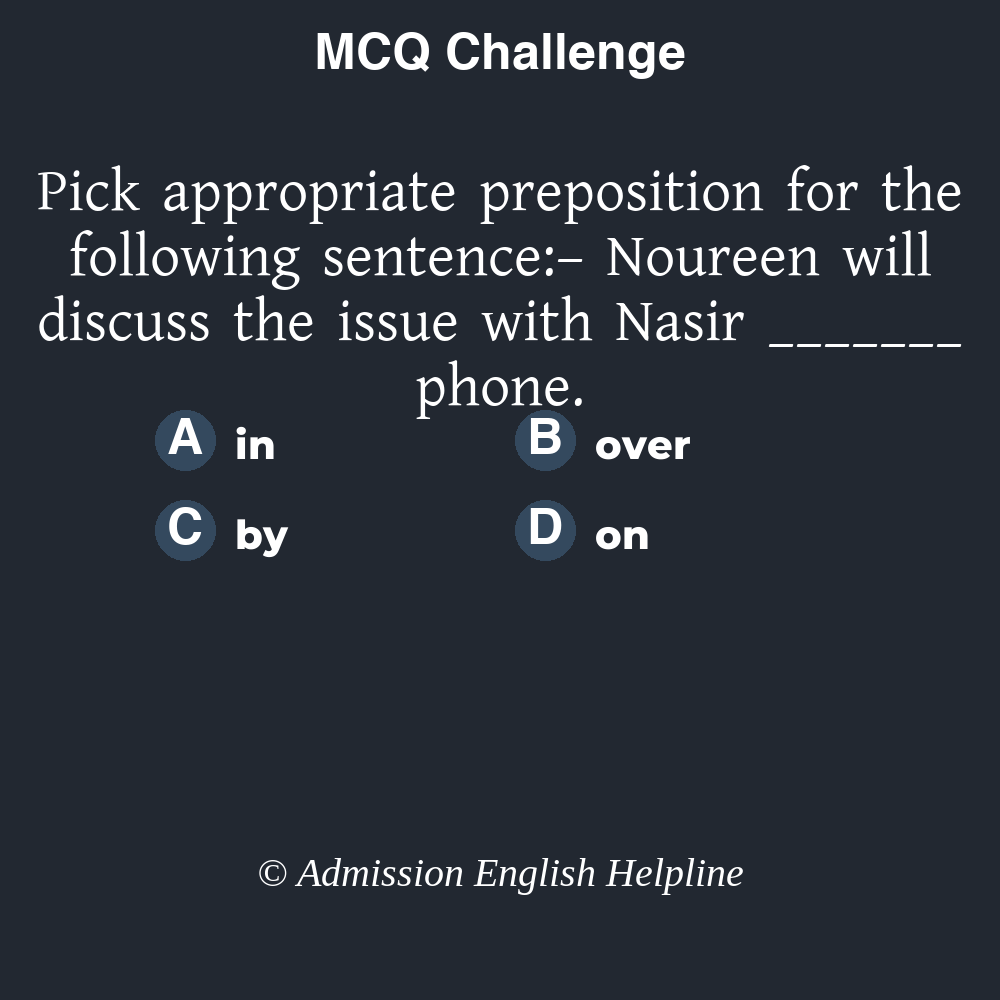 MCQ Challenge
Pick appropriate preposition for the
following sentence:– Noureen will
discuss the issue with Nasir _______
phone.
A in
B over
C by
D on
© Admission English Helpline